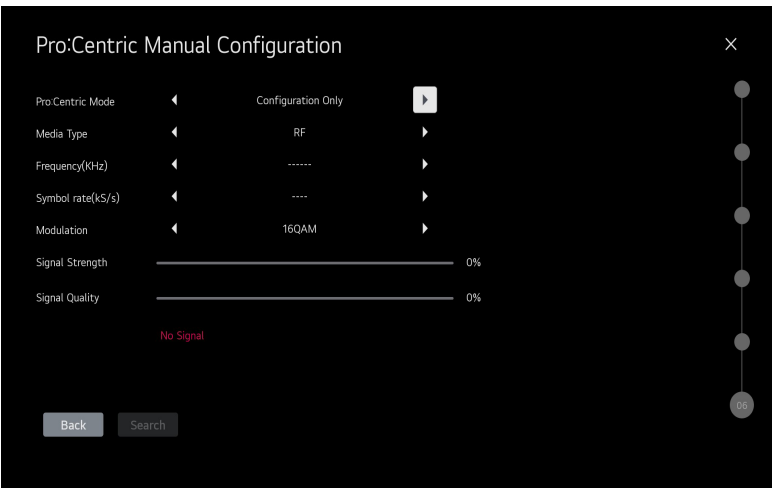 Pro:Centric Manual Configuration
Pro:Centric Mode Configuration Only
Media Type RF
Frequency(KHz) ------
Symbol rate(kS/s) ----
Modulation 16QAM
Signal Strength 0%
Signal Quality 0%
No Signal
06
Back Search